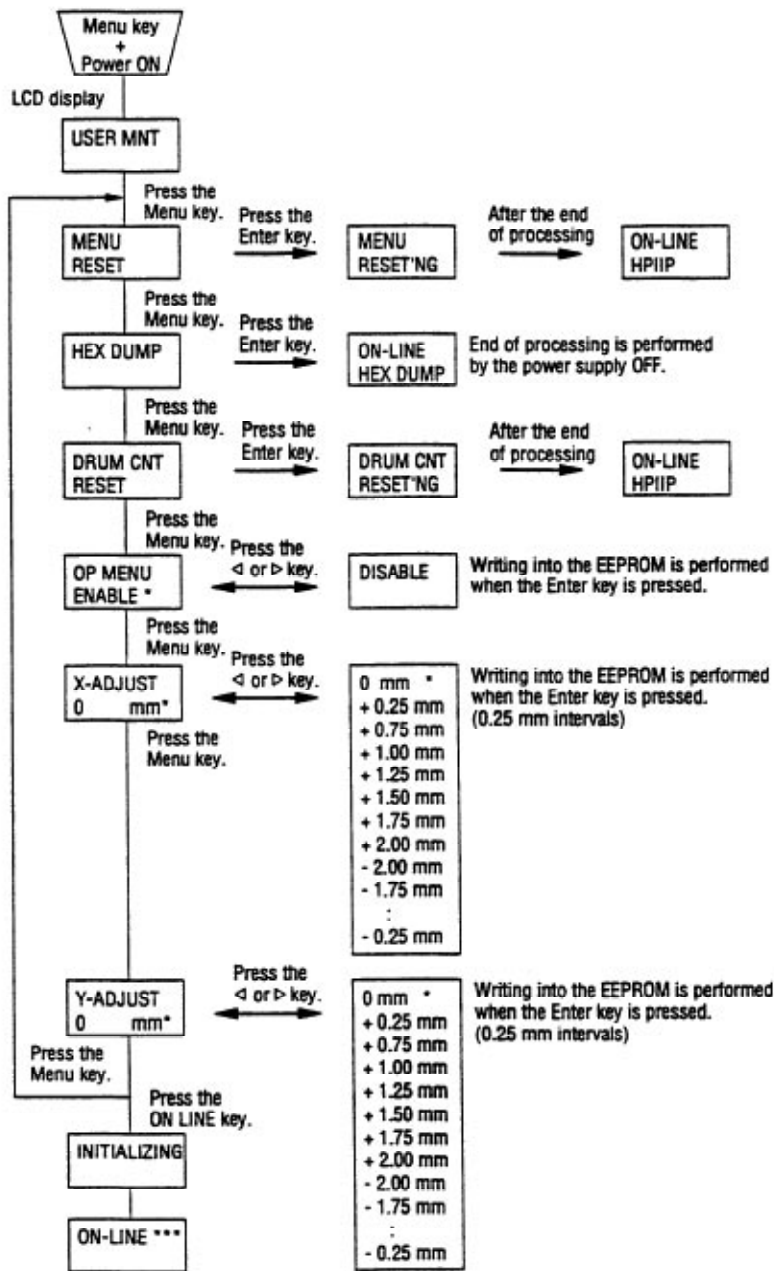 Menu key
+
Power ON
LCD display
USER MNT
Press the
Menu key.
MENU
RESET
Press the
Enter key.
MENU
RESET'NG
After the end
of processing
ON-LINE
HPIIP
Press the
Menu key.
HEX DUMP
Press the
Enter key.
ON-LINE
HEX DUMP
End of processing is performed
by the power supply OFF.
Press the
Menu key.
DRUM CNT
RESET
Press the
Enter key.
DRUM CNT
RESET'NG
After the end
of processing
ON-LINE
HPIIP
Press the
Menu key.
OP MENU
ENABLE *
Press the
◁ or ▷ key.
DISABLE
Writing into the EEPROM is performed
when the Enter key is pressed.
Press the
Menu key.
X-ADJUST
0 mm*
Press the
◁ or ▷ key.
0 mm *
+ 0.25 mm
+ 0.75 mm
+ 1.00 mm
+ 1.25 mm
+ 1.50 mm
+ 1.75 mm
+ 2.00 mm
- 2.00 mm
- 1.75 mm
:
- 0.25 mm
Writing into the EEPROM is performed
when the Enter key is pressed.
(0.25 mm intervals)
Press the
Menu key.
Y-ADJUST
0 mm*
Press the
◁ or ▷ key.
0 mm *
+ 0.25 mm
+ 0.75 mm
+ 1.00 mm
+ 1.25 mm
+ 1.50 mm
+ 1.75 mm
+ 2.00 mm
- 2.00 mm
- 1.75 mm
:
- 0.25 mm
Writing into the EEPROM is performed
when the Enter key is pressed.
(0.25 mm intervals)
Press the
Menu key.
Press the
ON LINE key.
INITIALIZING
ON-LINE ***